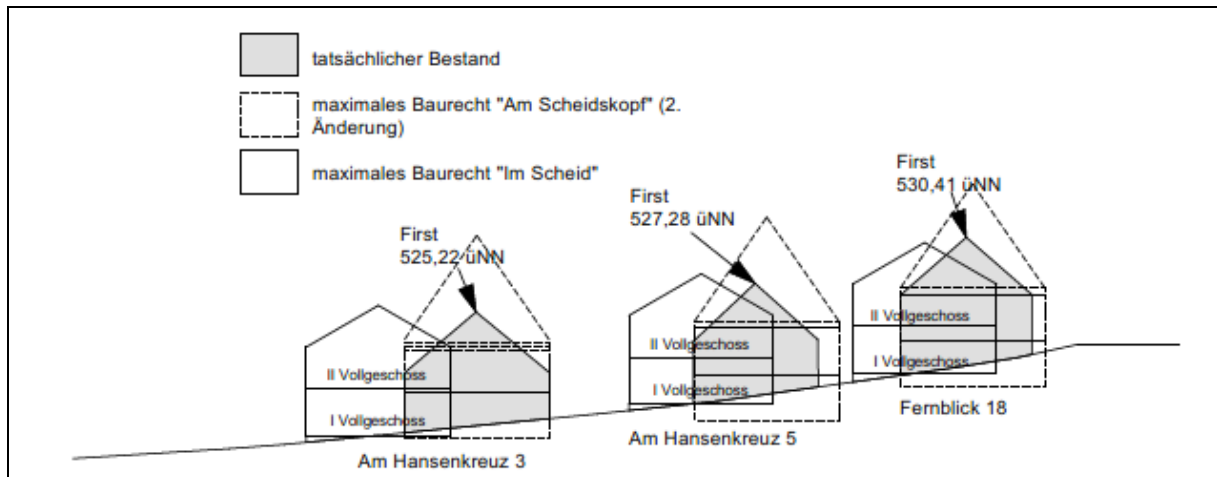 tatsächlicher Bestand
maximales Baurecht "Am Scheidskopf" (2.
Änderung)
maximales Baurecht "Im Scheid"
First
525,22 üNN
First
527,28 üNN
First
530,41 üNN
II Vollgeschoss
I Vollgeschoss
II Vollgeschoss
I Vollgeschoss
II Vollgeschoss
I Vollgeschoss
Am Hansenkreuz 3
Am Hansenkreuz 5
Fernblick 18